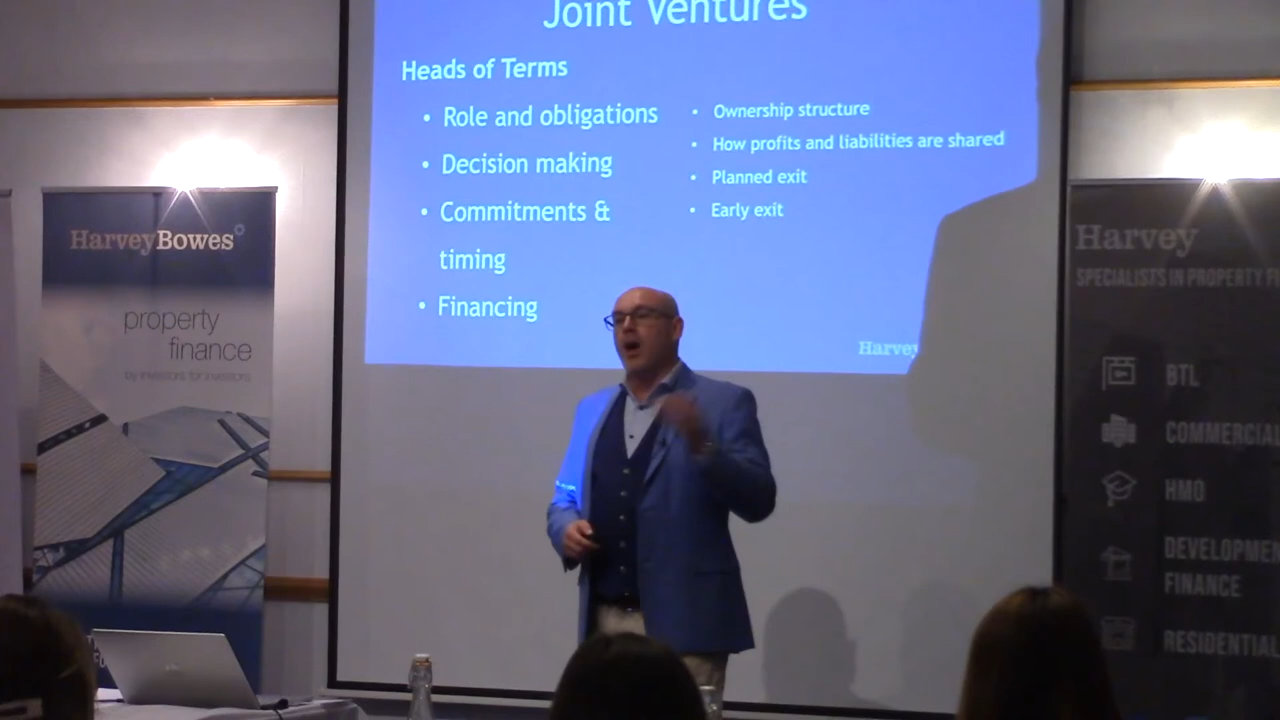 Joint Ventures
Heads of Terms
• Role and obligations
• Decision making
• Commitments &
timing
• Financing
• Ownership structure
• How profits and liabilities are shared
• Planned exit
• Early exit
Harvey
HarveyBowes
property
finance
by investors for investors
Harvey
SPECIALISTS IN PROPERTY F
BTL
COMMERCIA
HMO
DEVELOPME
FINANCE
RESIDENTIAL